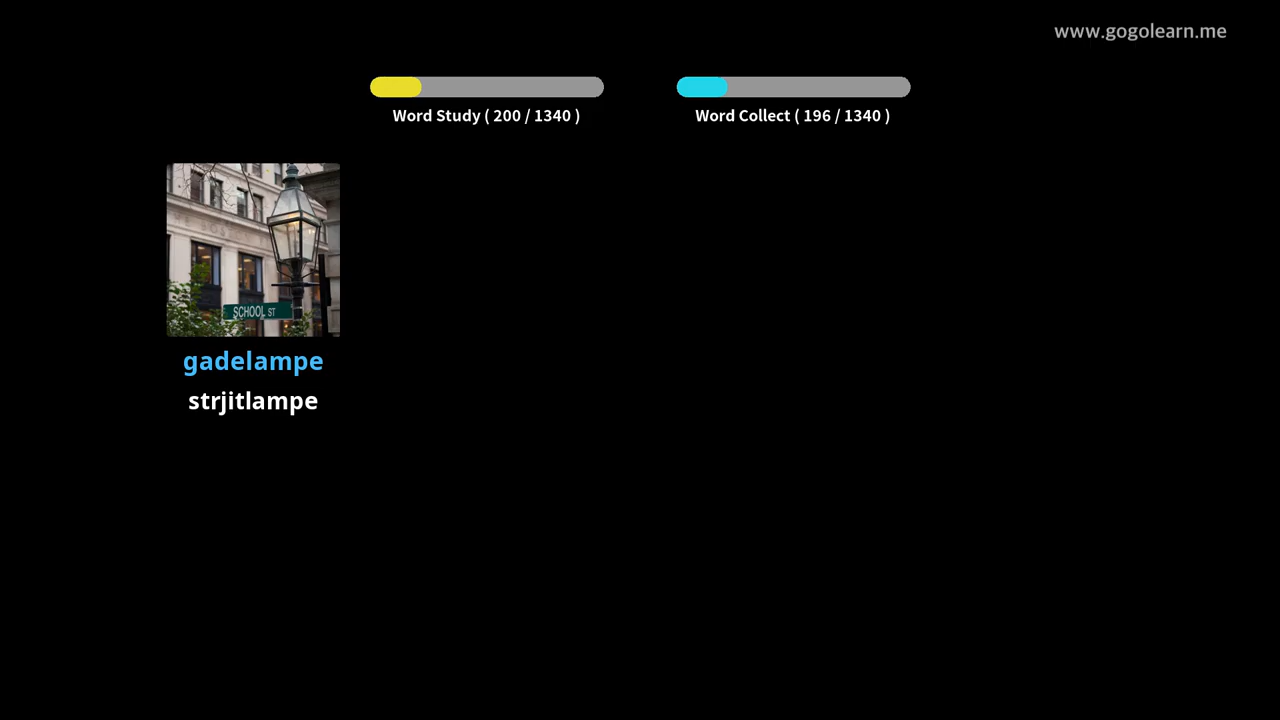 www.gogolearn.me
Word Study ( 200 / 1340 )
Word Collect ( 196 / 1340 )
SCHOOL ST
gadelampe
strjitlampe